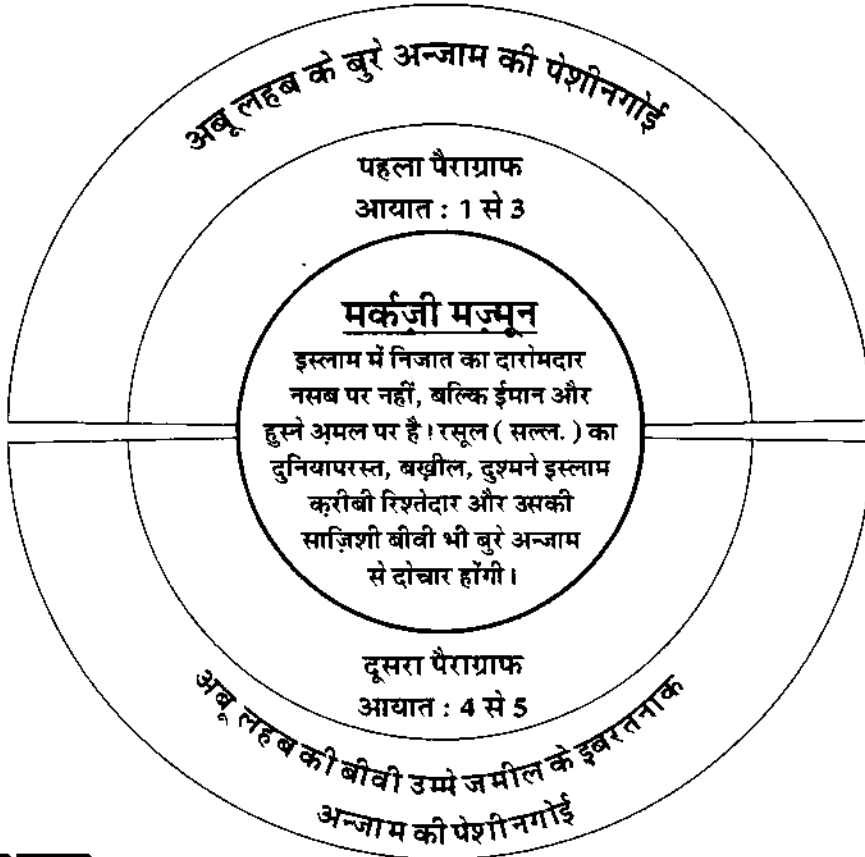 अबू लहब के बुरे अन्जाम की पेशीनगोई
पहला पैराग्राफ
आयात : 1 से 3
मर्कज़ी मज़्मून
इस्लाम में निजात का दारोमदार
नसब पर नहीं, बल्कि ईमान और
हुस्ने अ़मल पर है। रसूल ( सल्ल. ) का
दुनियापरस्त, बख़ील, दुश्मने इस्लाम
क़रीबी रिश्तेदार और उसकी
साज़िशी बीवी भी बुरे अन्जाम
से दोचार होंगी।
दूसरा पैराग्राफ
आयात : 4 से 5
अबू लहब की बीवी उम्मे जमील के इबरतनाक
अन्जाम की पेशीनगोई